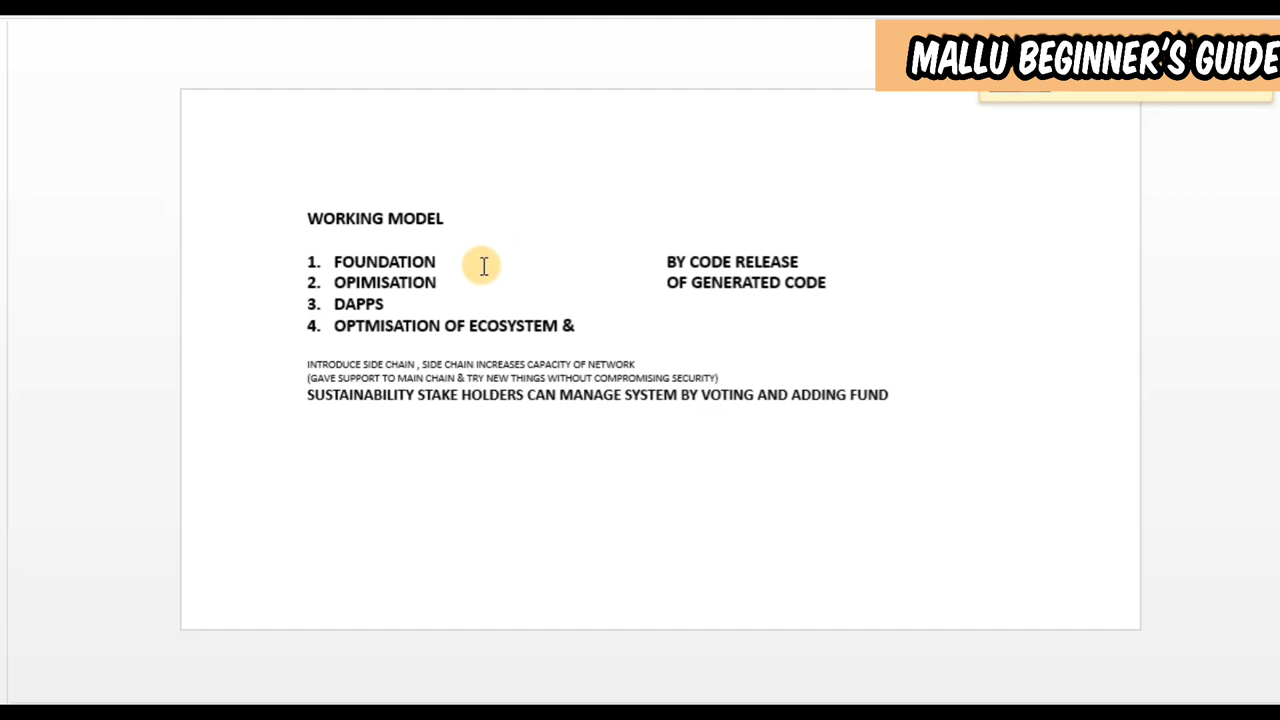 MALLU BEGINNER'S GUIDE
WORKING MODEL
1. FOUNDATION BY CODE RELEASE
2. OPIMISATION OF GENERATED CODE
3. DAPPS
4. OPTMISATION OF ECOSYSTEM &
INTRODUCE SIDE CHAIN , SIDE CHAIN INCREASES CAPACITY OF NETWORK
(GAVE SUPPORT TO MAIN CHAIN & TRY NEW THINGS WITHOUT COMPROMISING SECURITY)
SUSTAINABILITY STAKE HOLDERS CAN MANAGE SYSTEM BY VOTING AND ADDING FUND